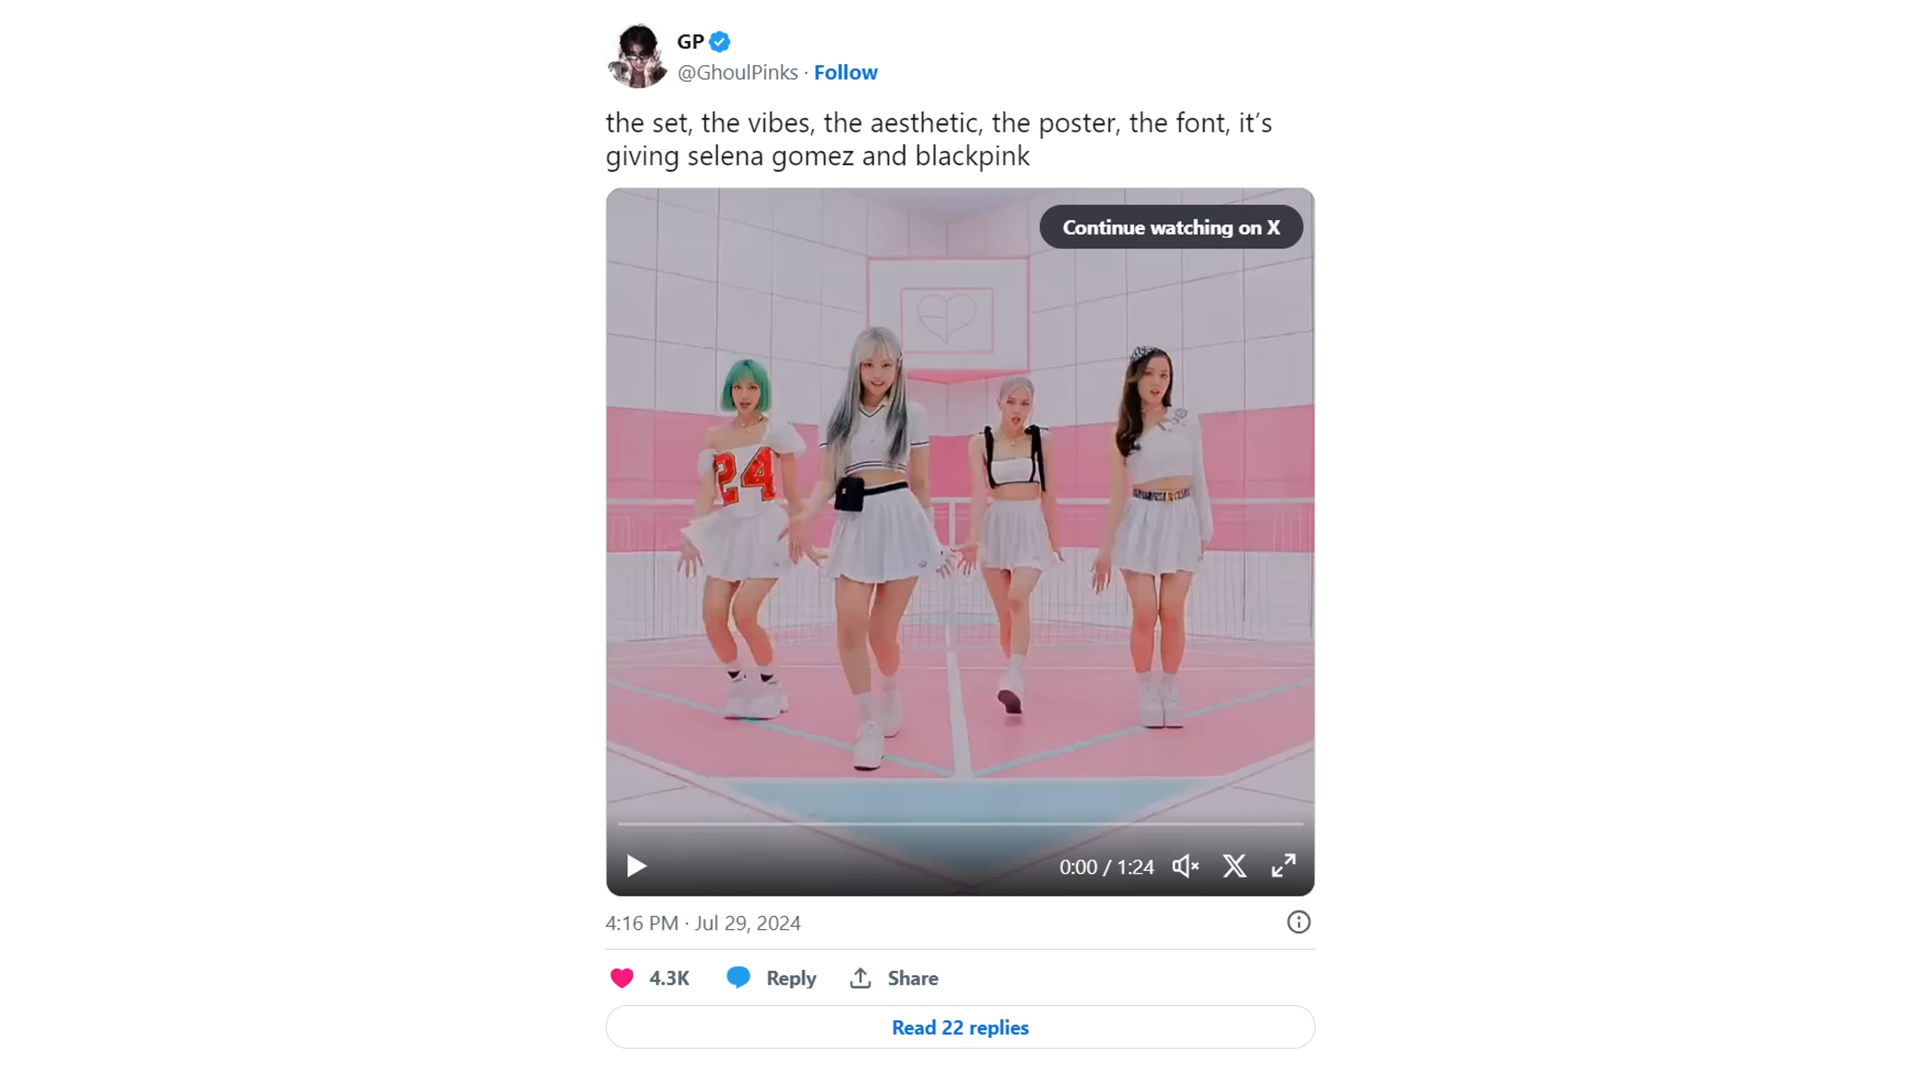 GP
@GhoulPinks · Follow
the set, the vibes, the aesthetic, the poster, the font, it’s
giving selena gomez and blackpink
Continue watching on X
24
0:00 / 1:24
4:16 PM · Jul 29, 2024
4.3K Reply Share
Read 22 replies